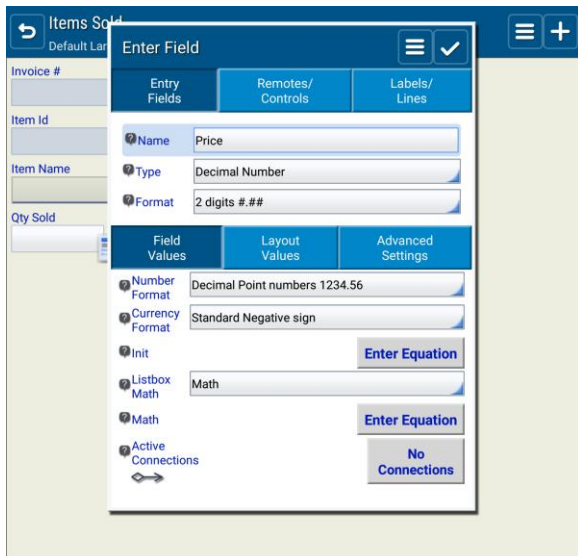 Items Sol
Default Lar
Enter Field
Invoice #
Item Id
Item Name
Qty Sold
Entry
Fields
Remotes/
Controls
Labels/
Lines
Name
Price
Type
Decimal Number
Format
2 digits #.##
Field
Values
Layout
Values
Advanced
Settings
Number
Format
Decimal Point numbers 1234.56
Currency
Format
Standard Negative sign
Init
Enter Equation
Listbox
Math
Math
Math
Enter Equation
Active
Connections
No
Connections